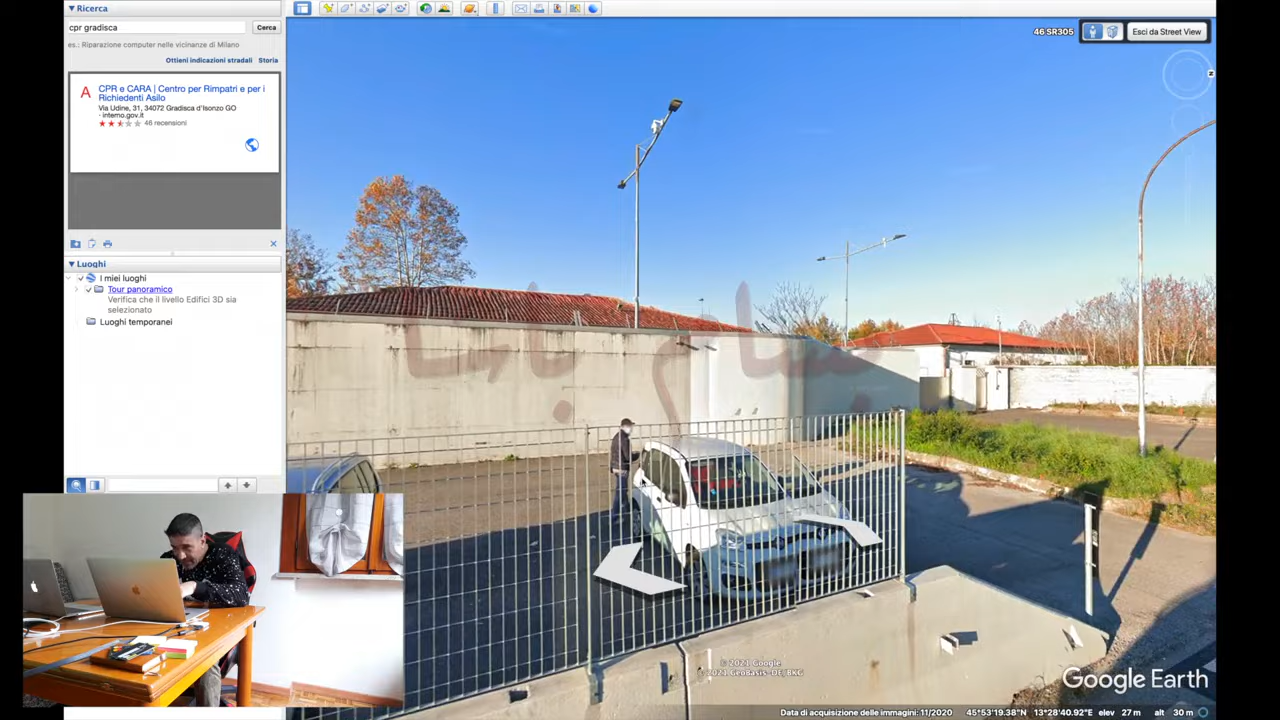 Ricerca
cpr gradisca
Cerca
es.: Riparazione computer nelle vicinanze di Milano
Ottieni indicazioni stradali Storia
A
CPR e CARA | Centro per Rimpatri e per i
Richiedenti Asilo
Via Udine, 31, 34072 Gradisca d'Isonzo GO
- interno.gov.it
46 recensioni
Luoghi
I miei luoghi
Tour panoramico
Verifica che il livello Edifici 3D sia
selezionato
Luoghi temporanei
46 SR305
Esci da Street View
© 2021 Google
© 2021 GeoBasis-DE/BKG
Google Earth
Data di acquisizione delle immagini: 11/2020 45°53'19.38"N 13°28'40.92"E elev 27 m alt 30 m